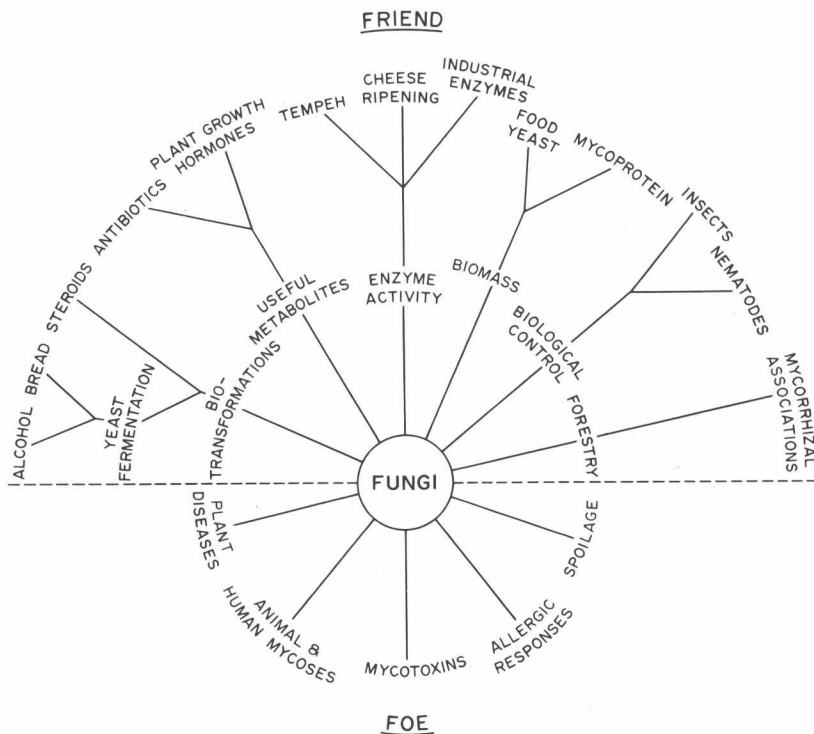 FRIEND
INDUSTRIAL
ENZYMES
CHEESE
RIPENING
TEMPEH
FOOD
YEAST
PLANT GROWTH
HORMONES
MYCOPROTEIN
ANTIBIOTICS
INSECTS
NEMATODES
STEROIDS
USEFUL
METABOLITES
ENZYME
ACTIVITY
BIOMASS
BIOLOGICAL
CONTROL
BREAD
ALCOHOL
YEAST
FERMENTATION
BIO-
TRANSFORMATIONS
FORESTRY
MYCORRHIZAL
ASSOCIATIONS
FUNGI
PLANT
DISEASES
SPOILAGE
ANIMAL &
HUMAN MYCOSES
MYCOTOXINS
ALLERGIC
RESPONSES
FOE